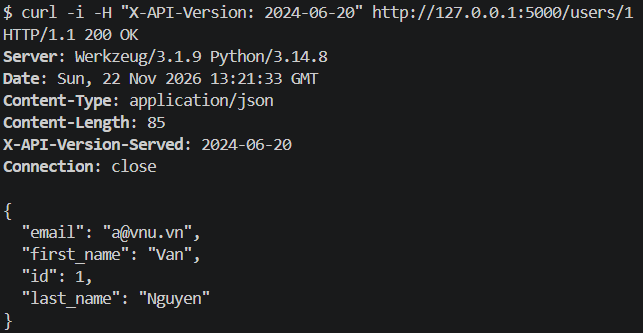 $ curl -i -H "X-API-Version: 2024-06-20" http://127.0.0.1:5000/users/1
HTTP/1.1 200 OK
Server: Werkzeug/3.1.9 Python/3.14.8
Date: Sun, 22 Nov 2026 13:21:33 GMT
Content-Type: application/json
Content-Length: 85
X-API-Version-Served: 2024-06-20
Connection: close

{
  "email": "a@vnu.vn",
  "first_name": "Van",
  "id": 1,
  "last_name": "Nguyen"
}